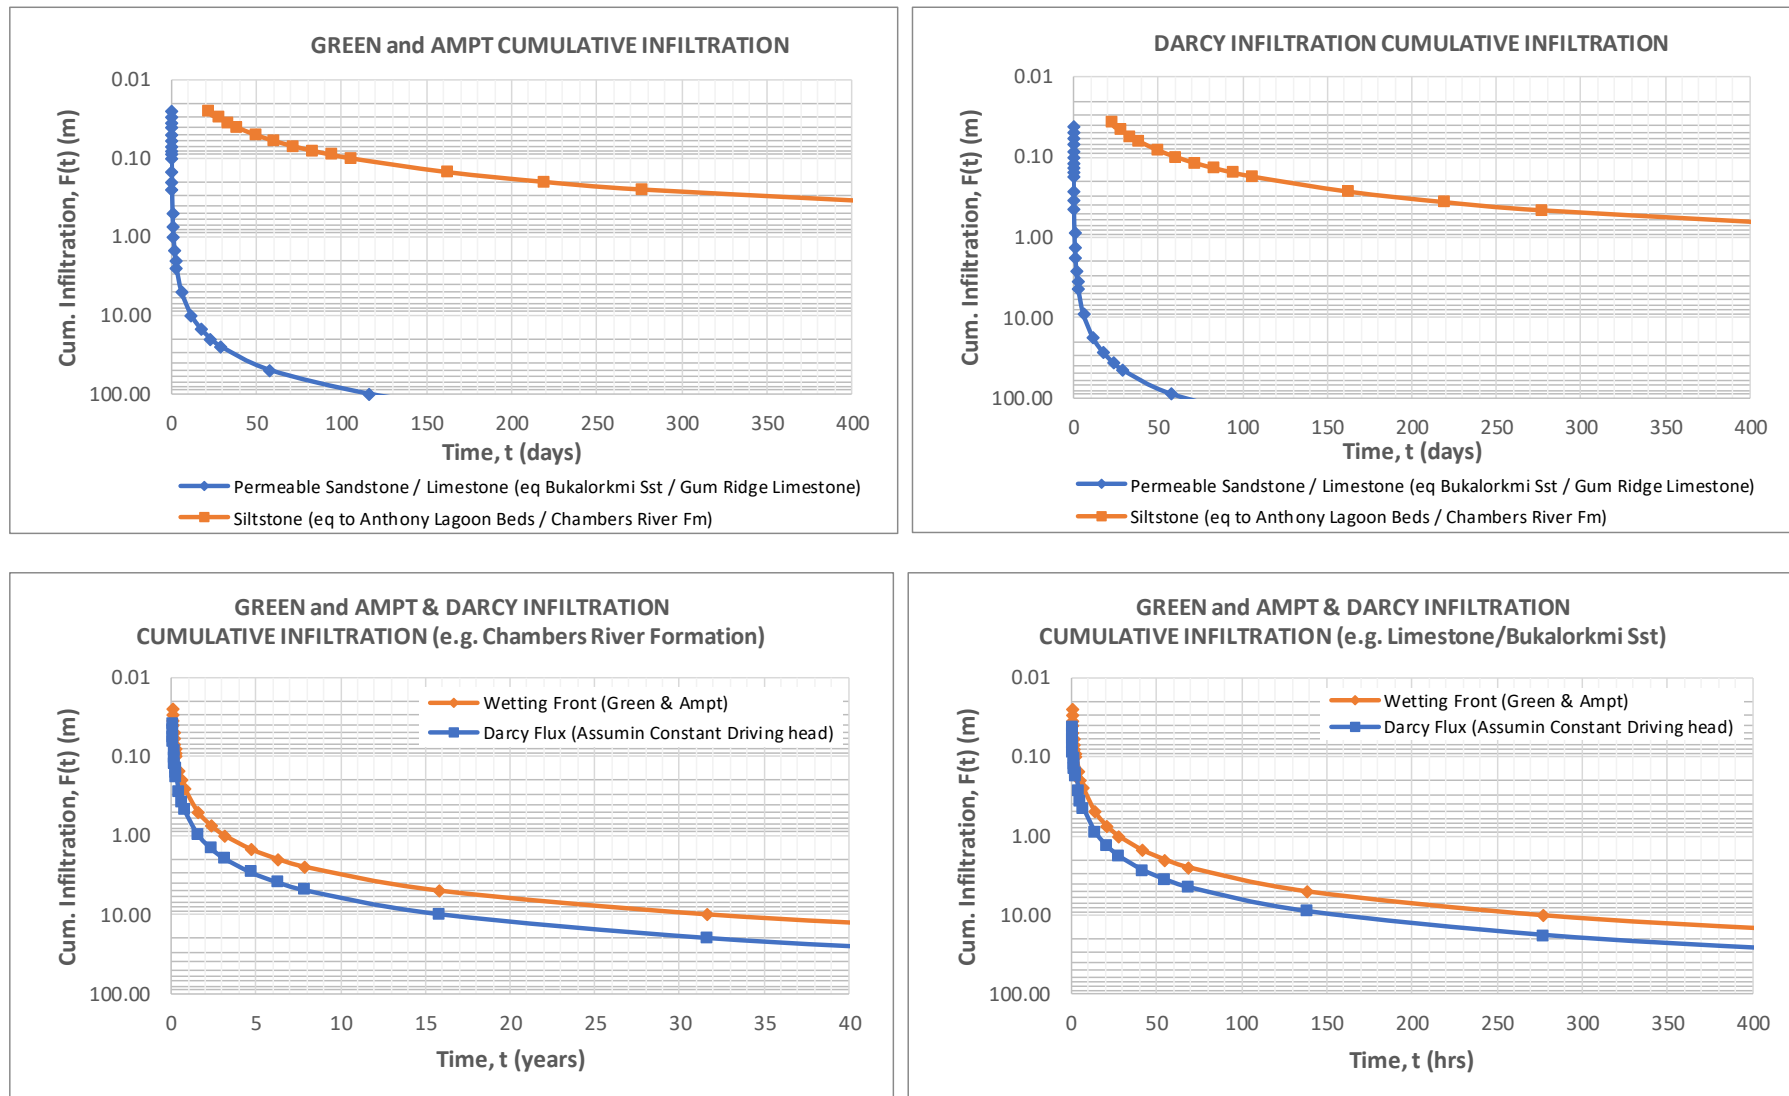 GREEN and AMPT CUMULATIVE INFILTRATION
Cum. Infiltration, F(t) (m)
0.01
0.10
1.00
10.00
100.00
0 50 100 150 200 250 300 350 400
Time, t (days)
Permeable Sandstone / Limestone (eq Bukalorkmi Sst / Gum Ridge Limestone)
Siltstone (eq to Anthony Lagoon Beds / Chambers River Fm)
DARCY INFILTRATION CUMULATIVE INFILTRATION
Cum. Infiltration, F(t) (m)
0.01
0.10
1.00
10.00
100.00
0 50 100 150 200 250 300 350 400
Time, t (days)
Permeable Sandstone / Limestone (eq Bukalorkmi Sst / Gum Ridge Limestone)
Siltstone (eq to Anthony Lagoon Beds / Chambers River Fm)
GREEN and AMPT & DARCY INFILTRATION
CUMULATIVE INFILTRATION (e.g. Chambers River Formation)
Cum. Infiltration, F(t) (m)
0.01
0.10
1.00
10.00
100.00
Wetting Front (Green & Ampt)
Darcy Flux (Assumin Constant Driving head)
0 5 10 15 20 25 30 35 40
Time, t (years)
GREEN and AMPT & DARCY INFILTRATION
CUMULATIVE INFILTRATION (e.g. Limestone/Bukalorkmi Sst)
Cum. Infiltration, F(t) (m)
0.01
0.10
1.00
10.00
100.00
Wetting Front (Green & Ampt)
Darcy Flux (Assumin Constant Driving head)
0 50 100 150 200 250 300 350 400
Time, t (hrs)